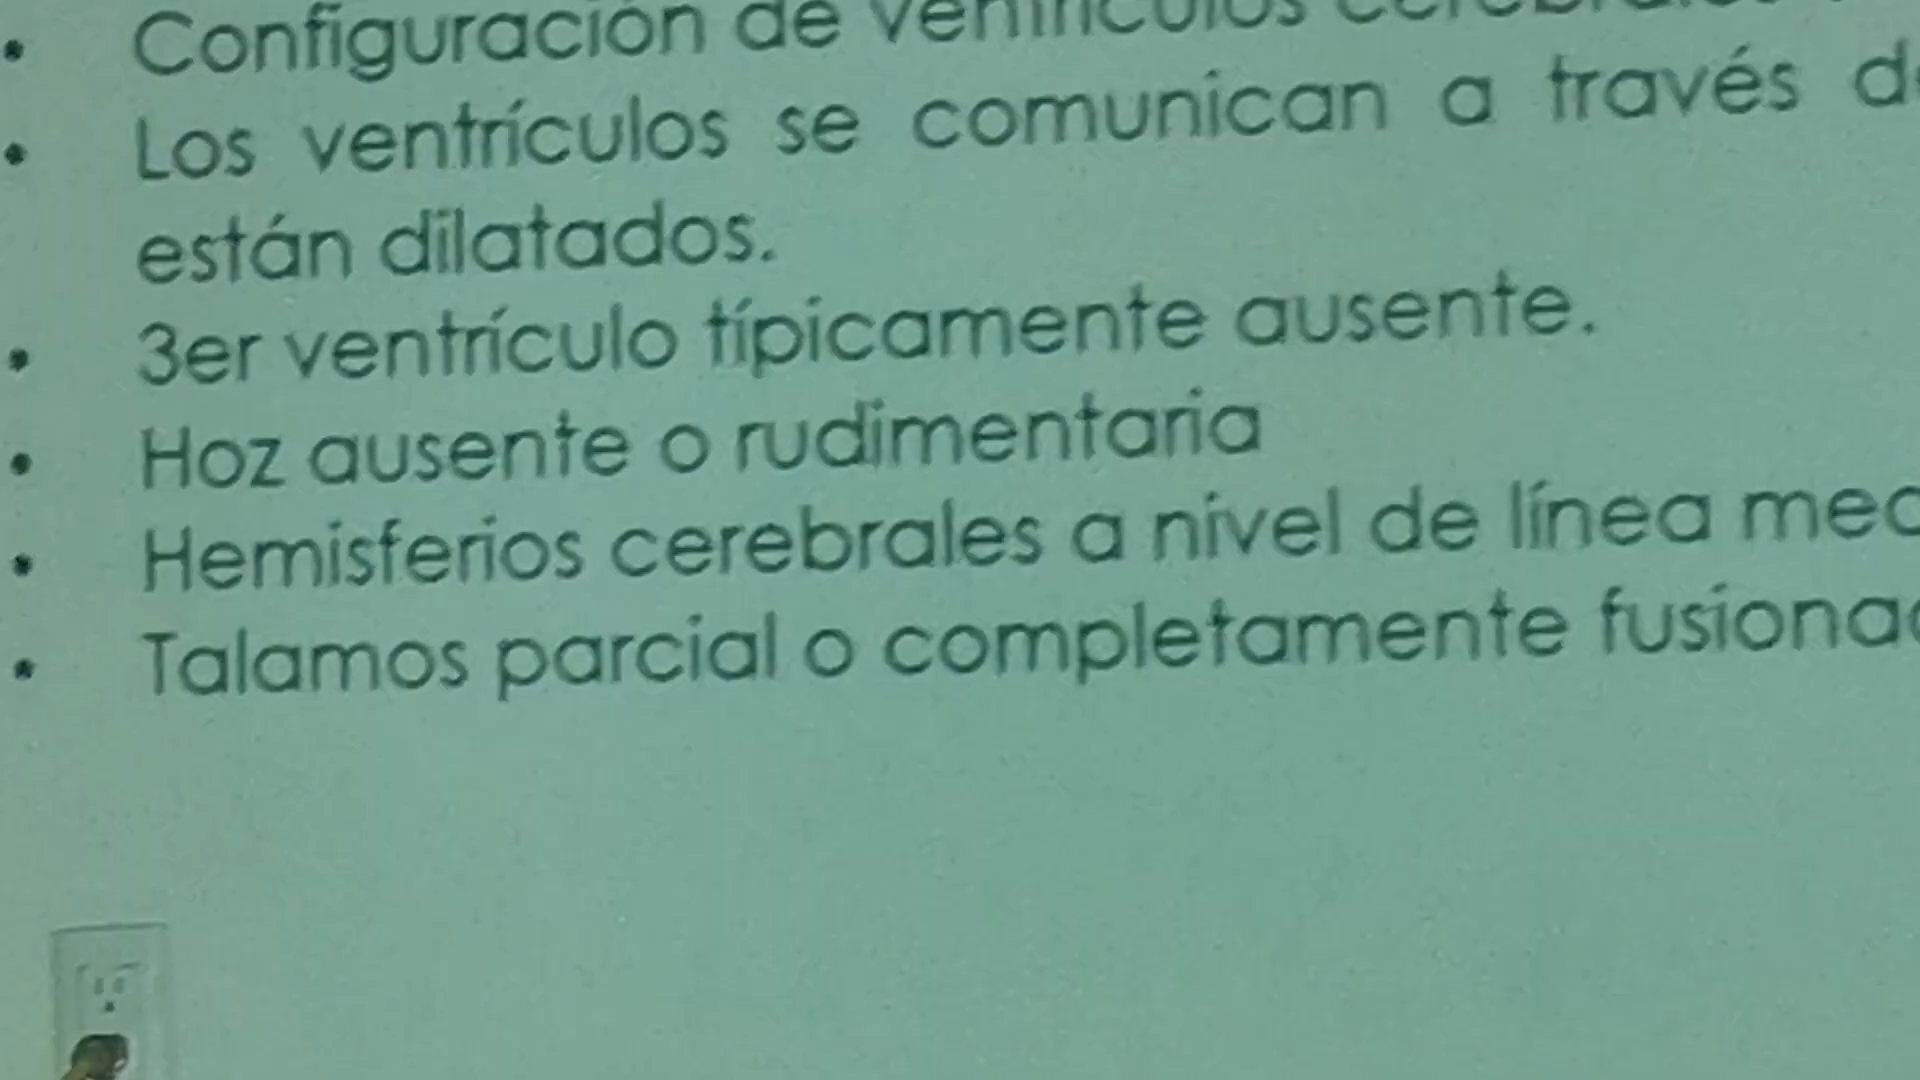 • Configuración de ventrículos
• Los ventrículos se comunican a través
están dilatados.
• 3er ventrículo típicamente ausente.
• Hoz ausente o rudimentaria
• Hemisferios cerebrales a nivel de línea
• Talamos parcial o completamente